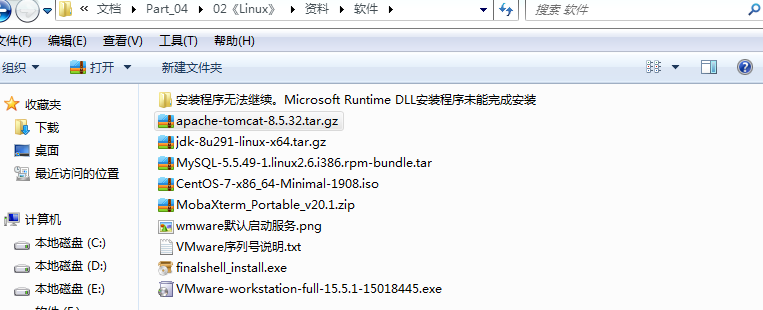 « 文档 ▸ Part_04 ▸ 02《Linux》 ▸ 资料 ▸ 软件 ▸
搜索 软件
文件(F) 编辑(E) 查看(V) 工具(T) 帮助(H)
组织 打开 新建文件夹
收藏夹
下载
桌面
最近访问的位置
计算机
本地磁盘 (C:)
本地磁盘 (D:)
本地磁盘 (E:)
安装程序无法继续。Microsoft Runtime DLL安装程序未能完成安装
apache-tomcat-8.5.32.tar.gz
jdk-8u291-linux-x64.tar.gz
MySQL-5.5.49-1.linux2.6.i386.rpm-bundle.tar
CentOS-7-x86_64-Minimal-1908.iso
MobaXterm_Portable_v20.1.zip
wmware默认启动服务.png
VMware序列号说明.txt
finalshell_install.exe
VMware-workstation-full-15.5.1-15018445.exe